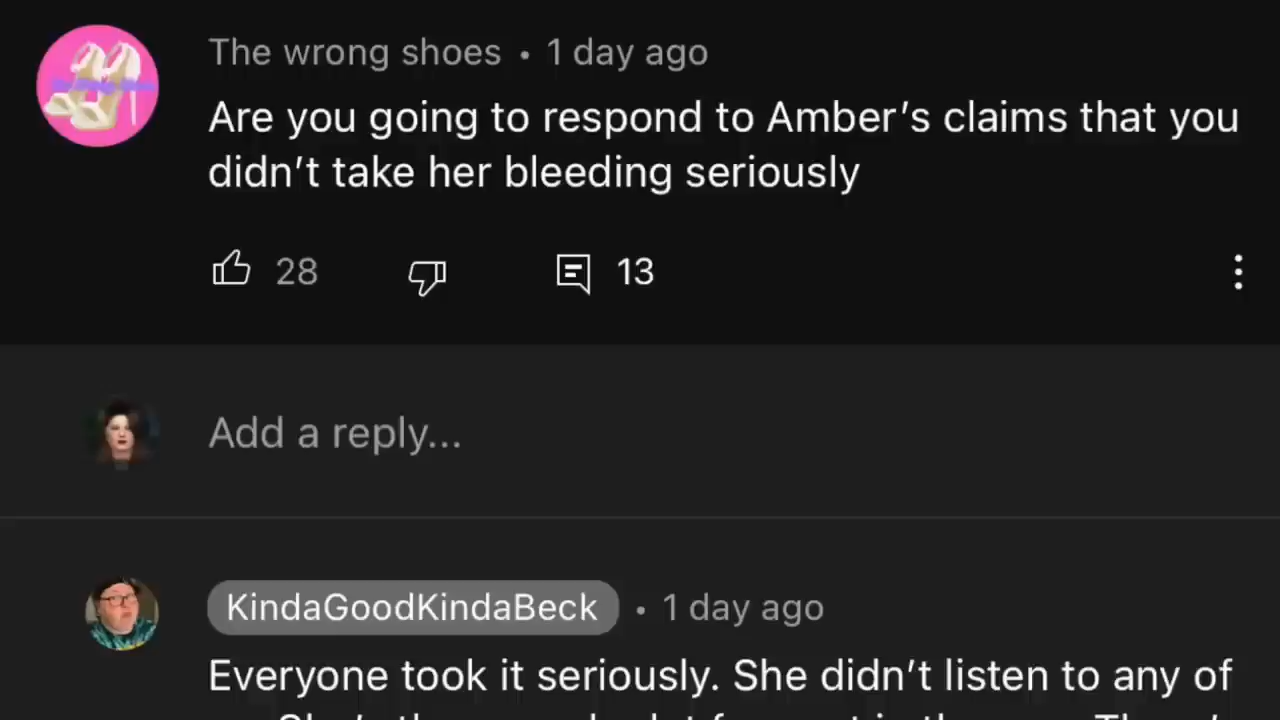 The wrong shoes • 1 day ago
Are you going to respond to Amber's claims that you
didn't take her bleeding seriously
28 13
Add a reply...
KindaGoodKindaBeck • 1 day ago
Everyone took it seriously. She didn't listen to any of